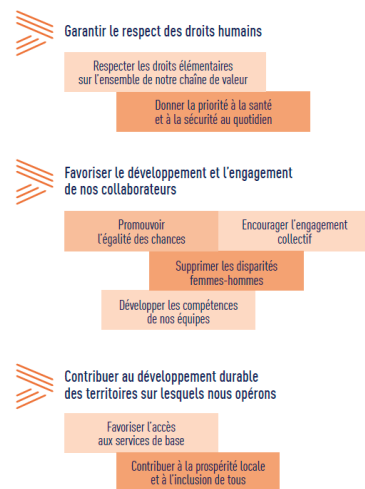 Garantir le respect des droits humains
Respecter les droits élémentaires
sur l'ensemble de notre chaîne de valeur
Donner la priorité à la santé
et à la sécurité au quotidien
Favoriser le développement et l'engagement
de nos collaborateurs
Promouvoir
l'égalité des chances
Encourager l'engagement
collectif
Supprimer les disparités
femmes-hommes
Développer les compétences
de nos équipes
Contribuer au développement durable
des territoires sur lesquels nous opérons
Favoriser l'accès
aux services de base
Contribuer à la prospérité locale
et à l'inclusion de tous